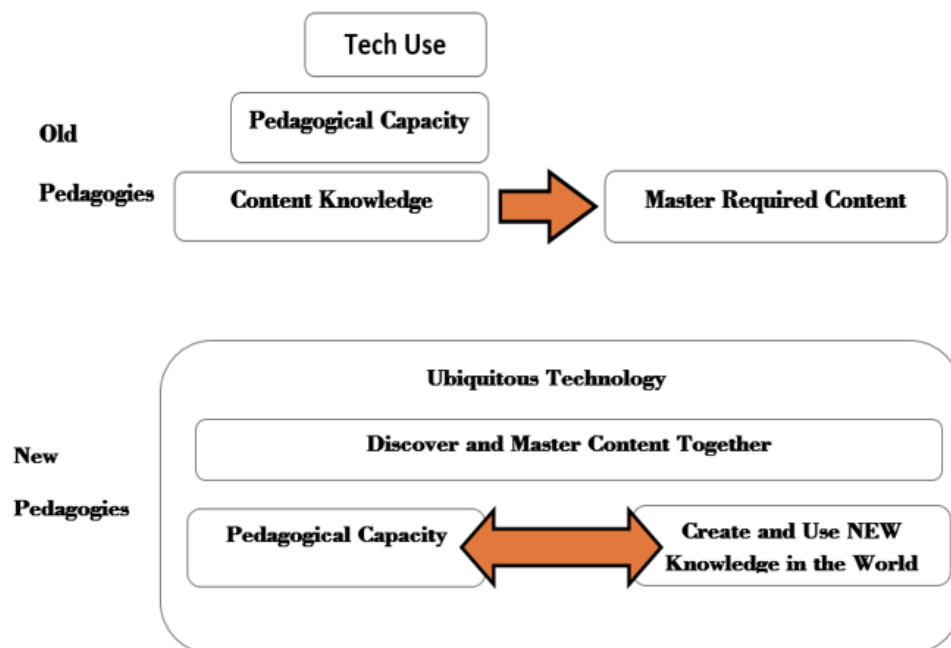 Tech Use
Old
Pedagogical Capacity
Pedagogies
Content Knowledge
Master Required Content
Ubiquitous Technology
Discover and Master Content Together
New
Pedagogies
Pedagogical Capacity
Create and Use NEW
Knowledge in the World